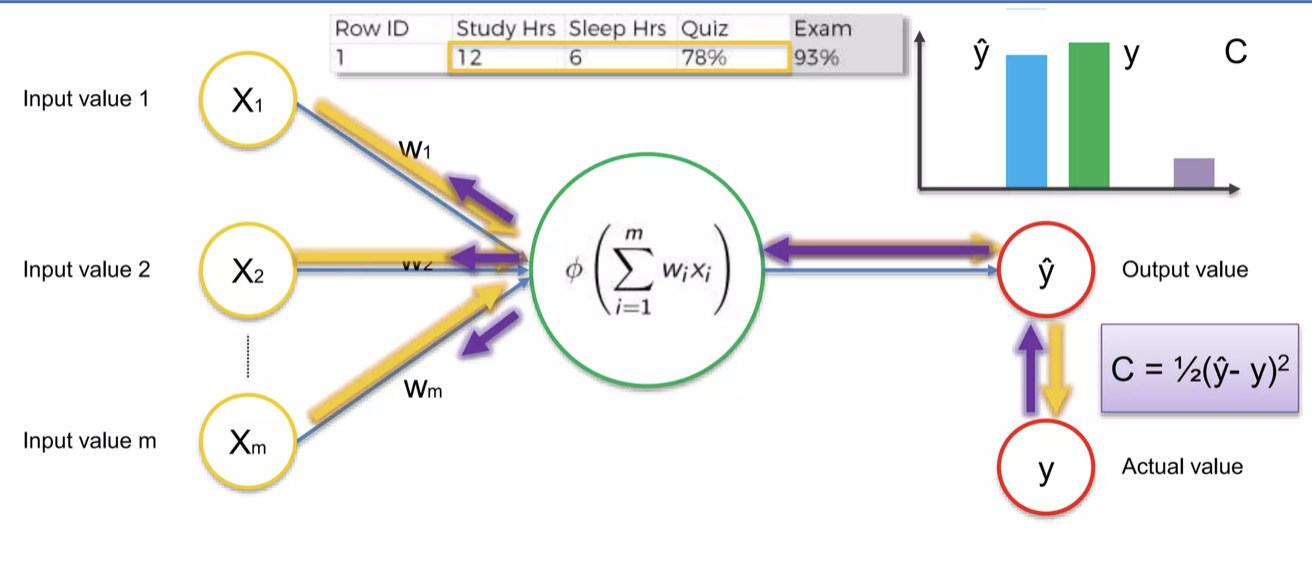 Row ID Study Hrs Sleep Hrs Quiz Exam
1 12 6 78% 93%
ŷ y C
Input value 1 X₁
W₁
Input value 2 X₂
W₂
ϕ(∑ᵢ₌₁ᵐ wᵢxᵢ)
ŷ Output value
C = ½(ŷ- y)²
Wₘ
Input value m Xₘ
y Actual value